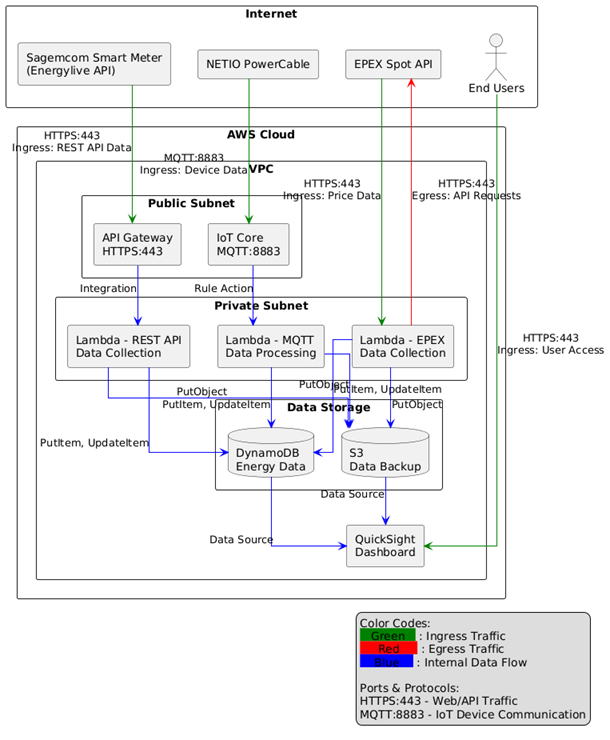 Internet
Sagemcom Smart Meter
(Energylive API)
NETIO PowerCable
EPEX Spot API
End Users
AWS Cloud
HTTPS:443
Ingress: REST API Data
MQTT:8883
Ingress: Device Data
VPC
HTTPS:443
Ingress: Price Data
HTTPS:443
Egress: API Requests
Public Subnet
API Gateway
HTTPS:443
IoT Core
MQTT:8883
Integration
Rule Action
Private Subnet
Lambda - REST API
Data Collection
Lambda - MQTT
Data Processing
Lambda - EPEX
Data Collection
HTTPS:443
Ingress: User Access
PutObject
PutObject
PutItem, UpdateItem
PutItem, UpdateItem
PutObject
Data Storage
PutItem, UpdateItem
DynamoDB
Energy Data
S3
Data Backup
Data Source
Data Source
QuickSight
Dashboard
Color Codes:
Green : Ingress Traffic
Red : Egress Traffic
Blue : Internal Data Flow
Ports & Protocols:
HTTPS:443 - Web/API Traffic
MQTT:8883 - IoT Device Communication